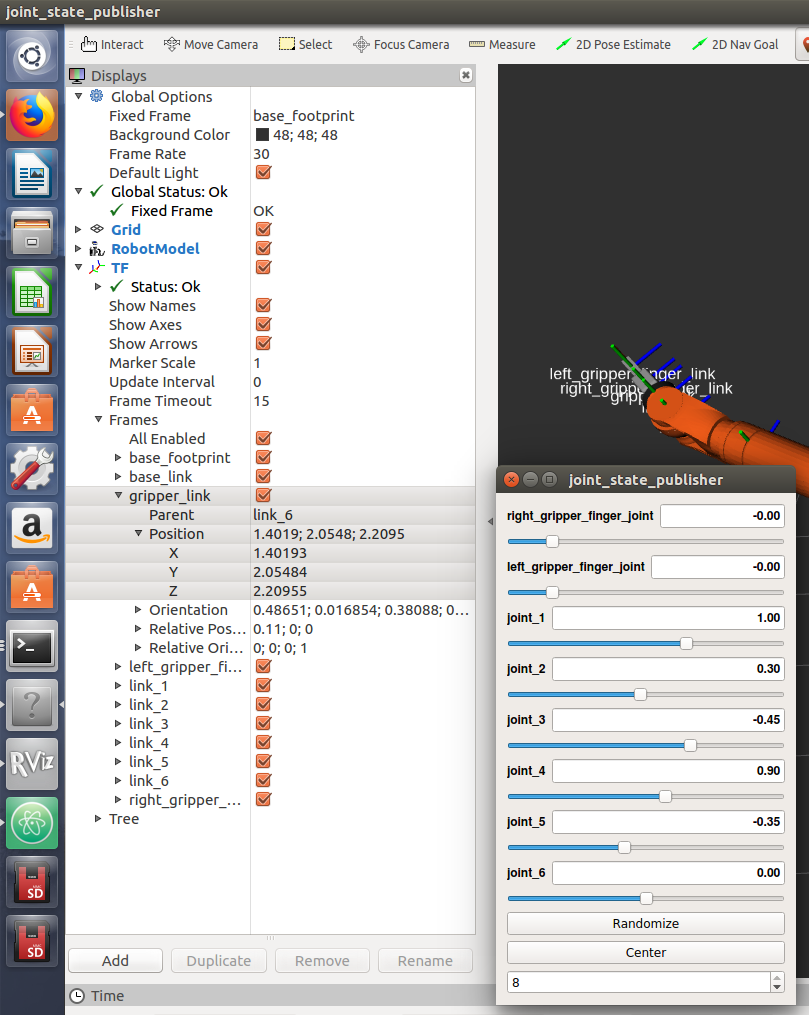 joint_state_publisher
Interact Move Camera Select Focus Camera Measure 2D Pose Estimate 2D Nav Goal
Displays
Global Options
Fixed Frame base_footprint
Background Color 48; 48; 48
Frame Rate 30
Default Light
Global Status: Ok
Fixed Frame OK
Grid
RobotModel
TF
Status: Ok
Show Names
Show Axes
Show Arrows
Marker Scale 1
Update Interval 0
Frame Timeout 15
Frames
All Enabled
base_footprint
base_link
gripper_link
Parent link_6
Position 1.4019; 2.0548; 2.2095
X 1.40193
Y 2.05484
Z 2.20955
Orientation 0.48651; 0.016854; 0.38088; 0...
Relative Pos... 0.11; 0; 0
Relative Ori... 0; 0; 0; 1
left_gripper_fi...
link_1
link_2
link_3
link_4
link_5
link_6
right_gripper_...
Tree
Add Duplicate Remove Rename
Time
left_gripper_finger_link
joint_state_publisher
right_gripper_finger_joint -0.00
left_gripper_finger_joint -0.00
joint_1 1.00
joint_2 0.30
joint_3 -0.45
joint_4 0.90
joint_5 -0.35
joint_6 0.00
Randomize
Center
8
RViz
SD
SD